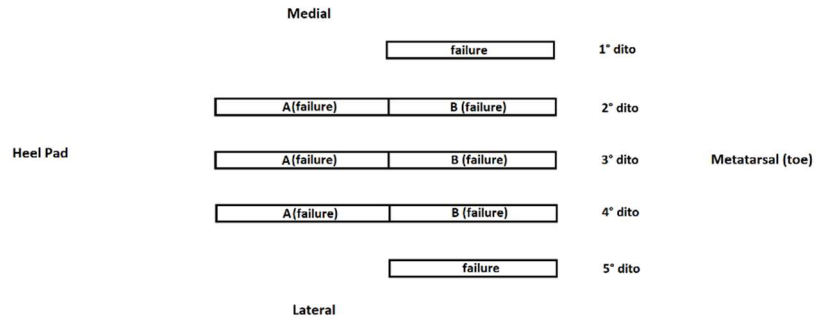 Medial
failure 1° dito
A(failure) B (failure) 2° dito
Heel Pad A(failure) B (failure) 3° dito Metatarsal (toe)
A(failure) B (failure) 4° dito
failure 5° dito
Lateral